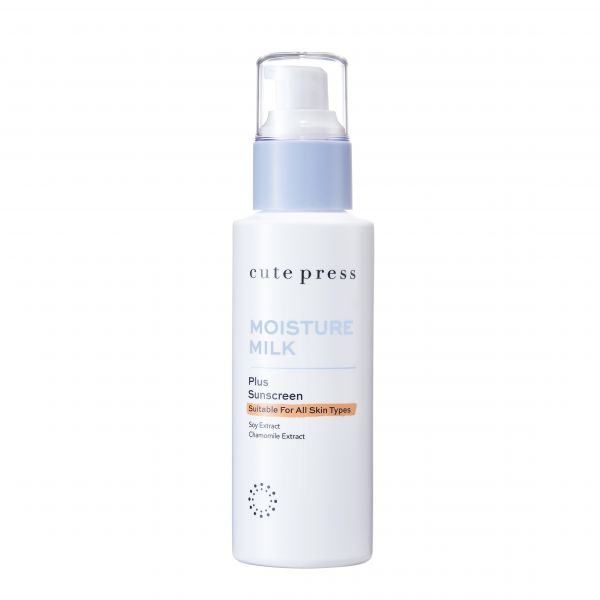 cute press
MOISTURE
MILK
Plus
Sunscreen
Suitable For All Skin Types
Soy Extract
Chamomile Extract